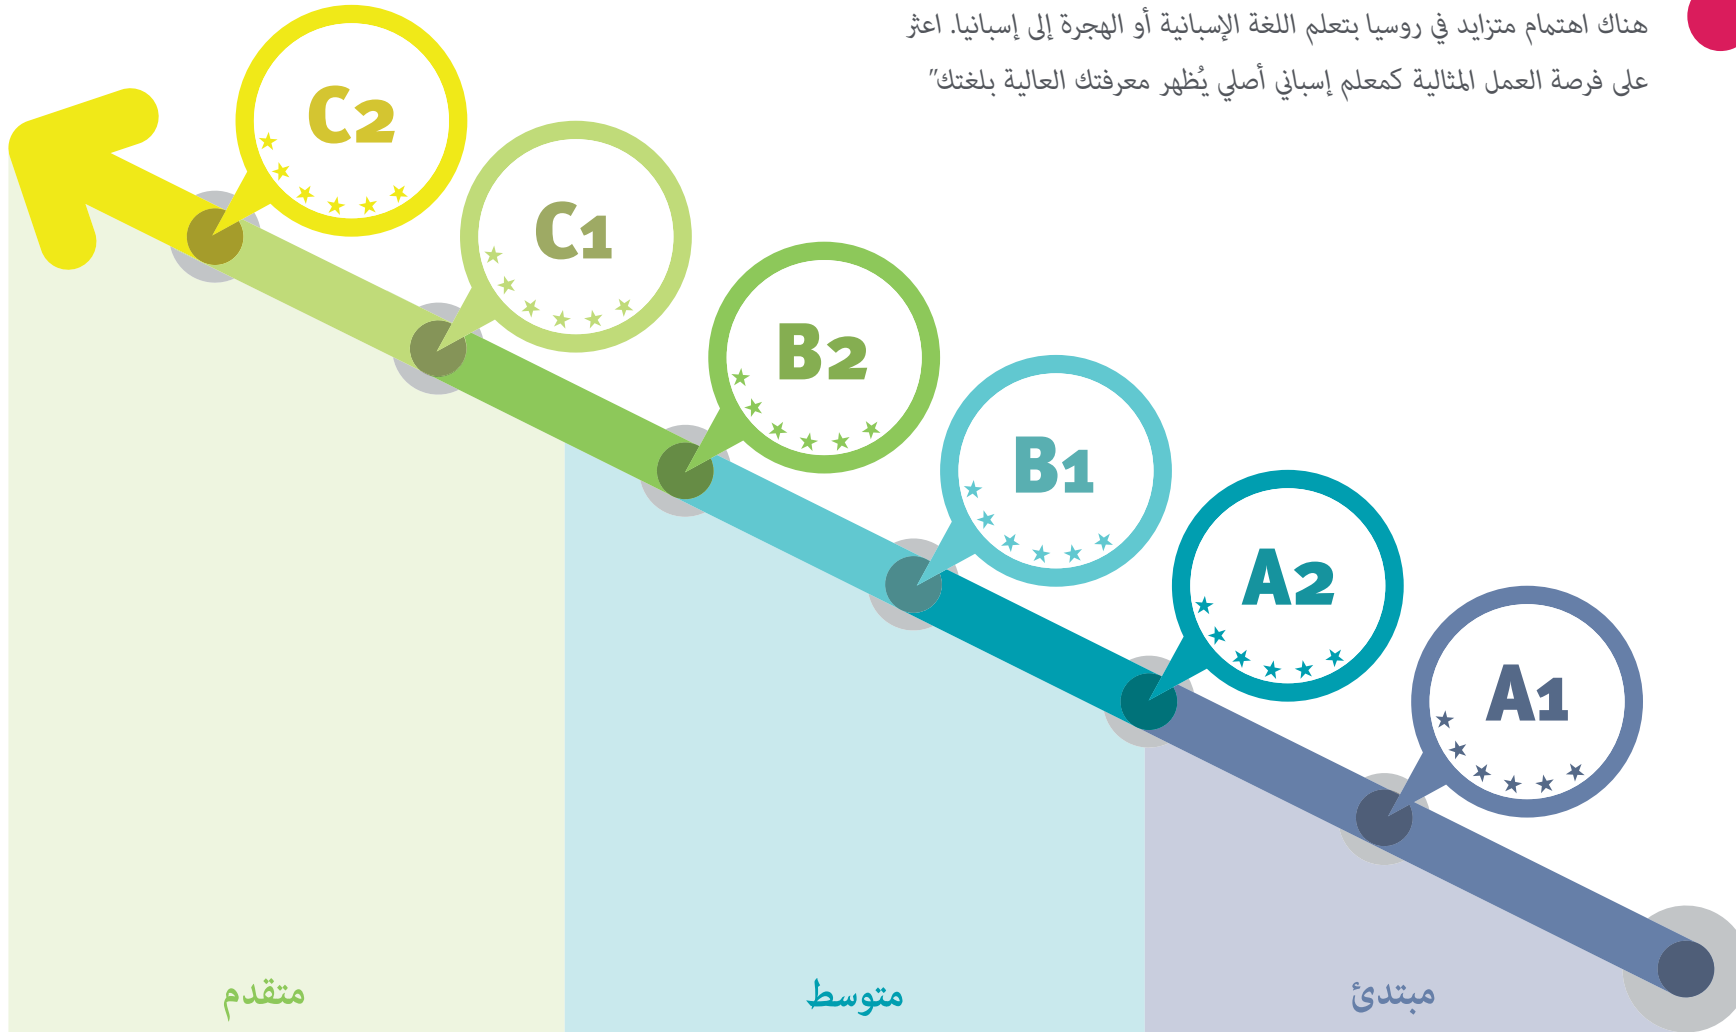 هناك اهتمام متزايد في روسيا بتعلم اللغة الإسبانية أو الهجرة إلى إسبانيا. اعثر
على فرصة العمل المثالية كمعلم إسباني أصلي يُظهر معرفتك العالية بلغتك"
C2
C1
B2
B1
A2
A1
مبتدئ
متوسط
متقدم